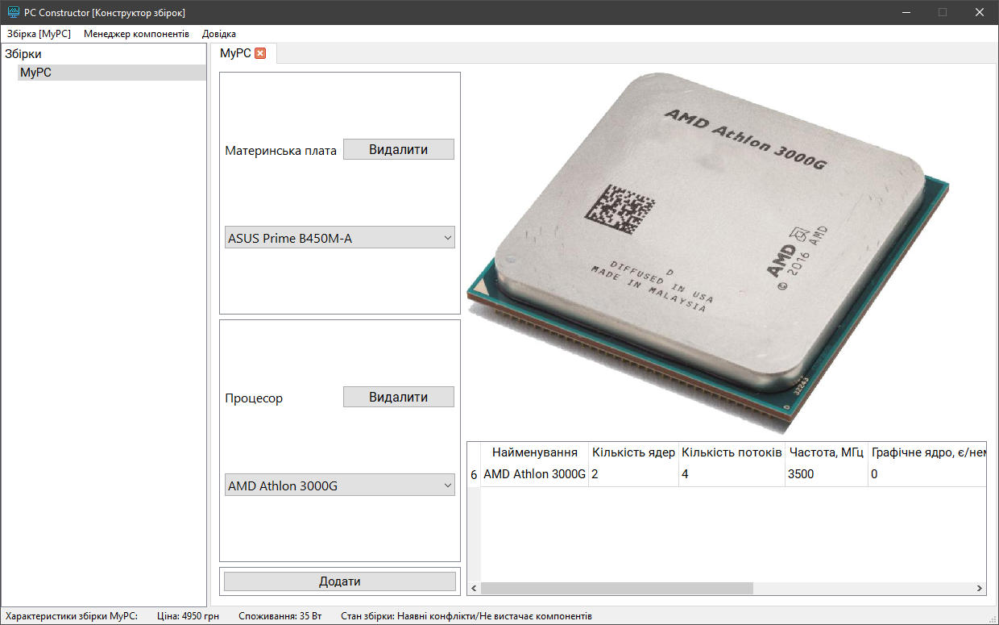 PC Constructor [Конструктор збірок]
Збірка [MyPC] Менеджер компонентів Довідка
Збірки
MyPC
MyPC
Материнська плата Видалити
ASUS Prime B450M-A
Процесор Видалити
AMD Athlon 3000G
Додати
AMD Athlon 3000G
D
DIFFUSED IN USA
MADE IN MALAYSIA
AMD
© 2016 AMD
32243
Найменування Кількість ядер Кількість потоків Частота, МГц Графічне ядро, є/нем
6 AMD Athlon 3000G 2 4 3500 0
Характеристики збірки MyPC: Ціна: 4950 грн Споживання: 35 Вт Стан збірки: Наявні конфлікти/Не вистачає компонентів